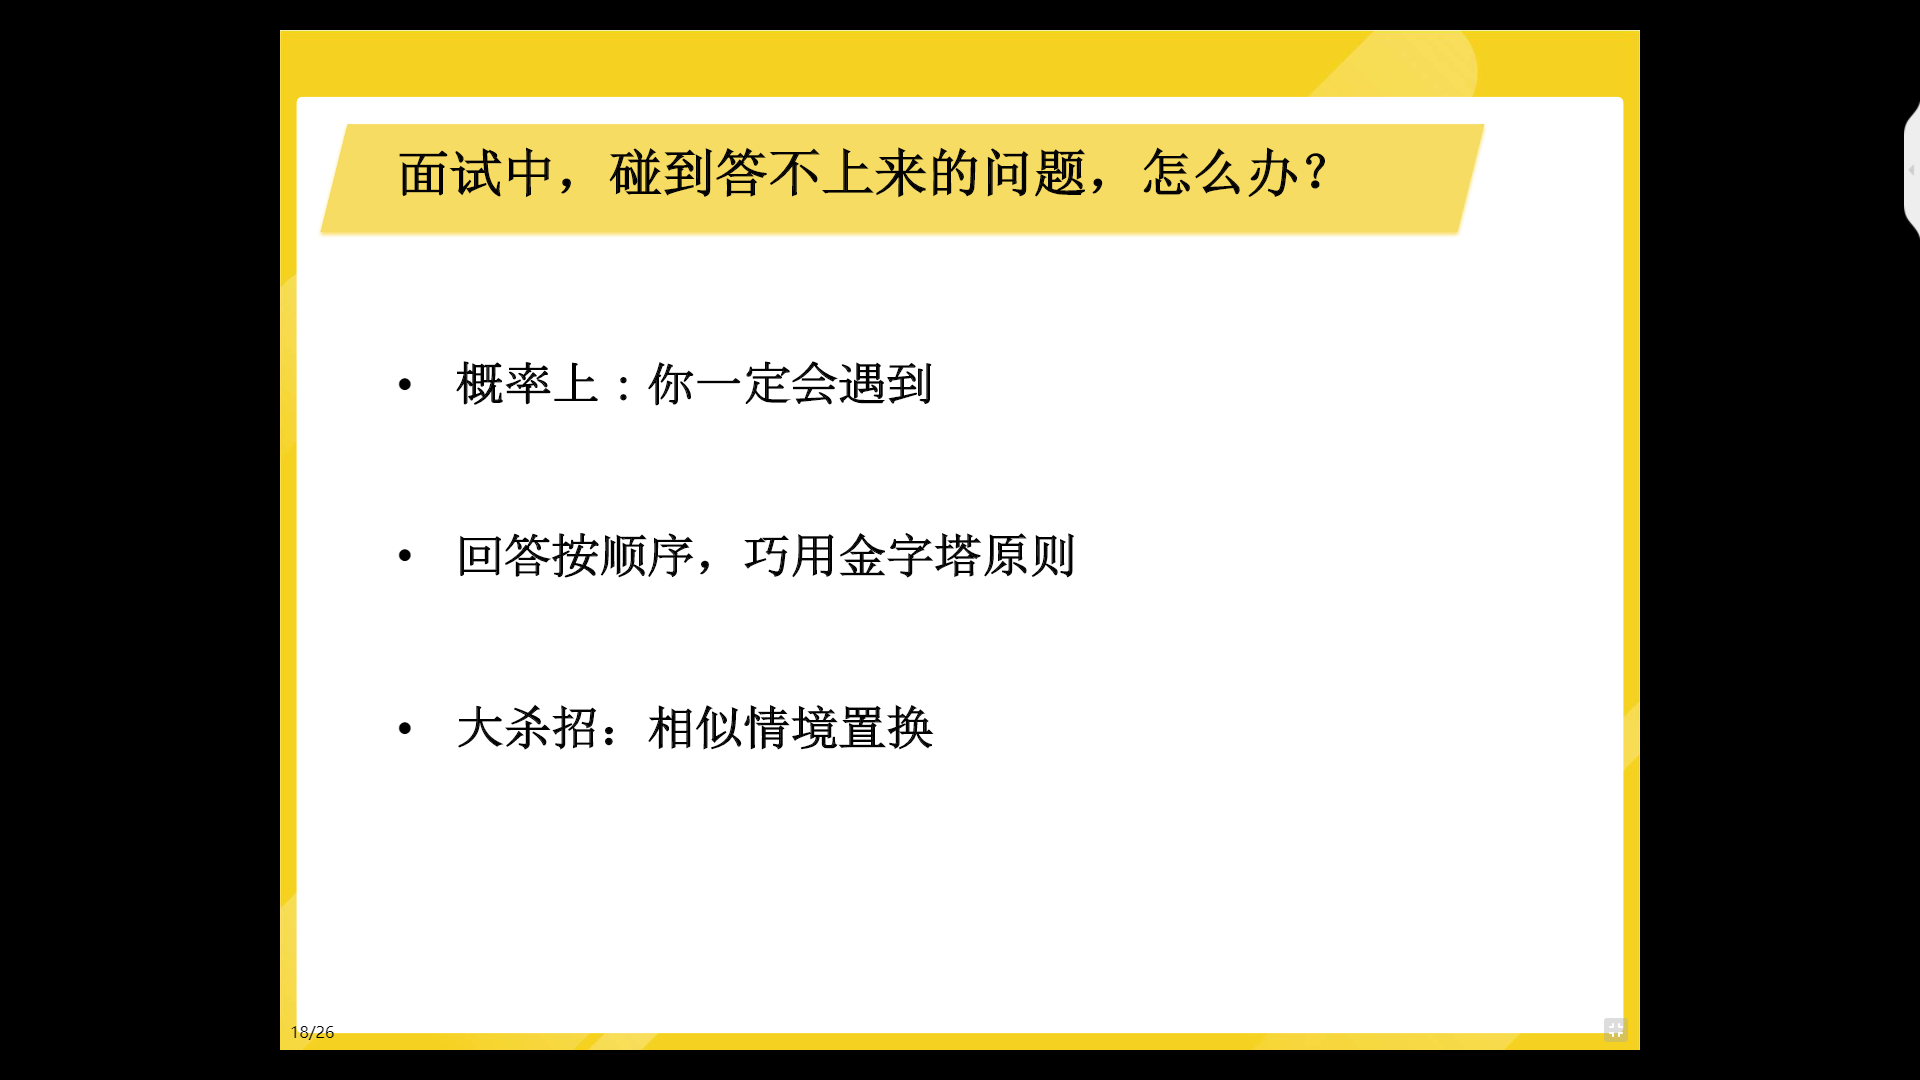 面试中，碰到答不上来的问题，怎么办？
• 概率上：你一定会遇到
• 回答按顺序，巧用金字塔原则
• 大杀招：相似情境置换
18/26